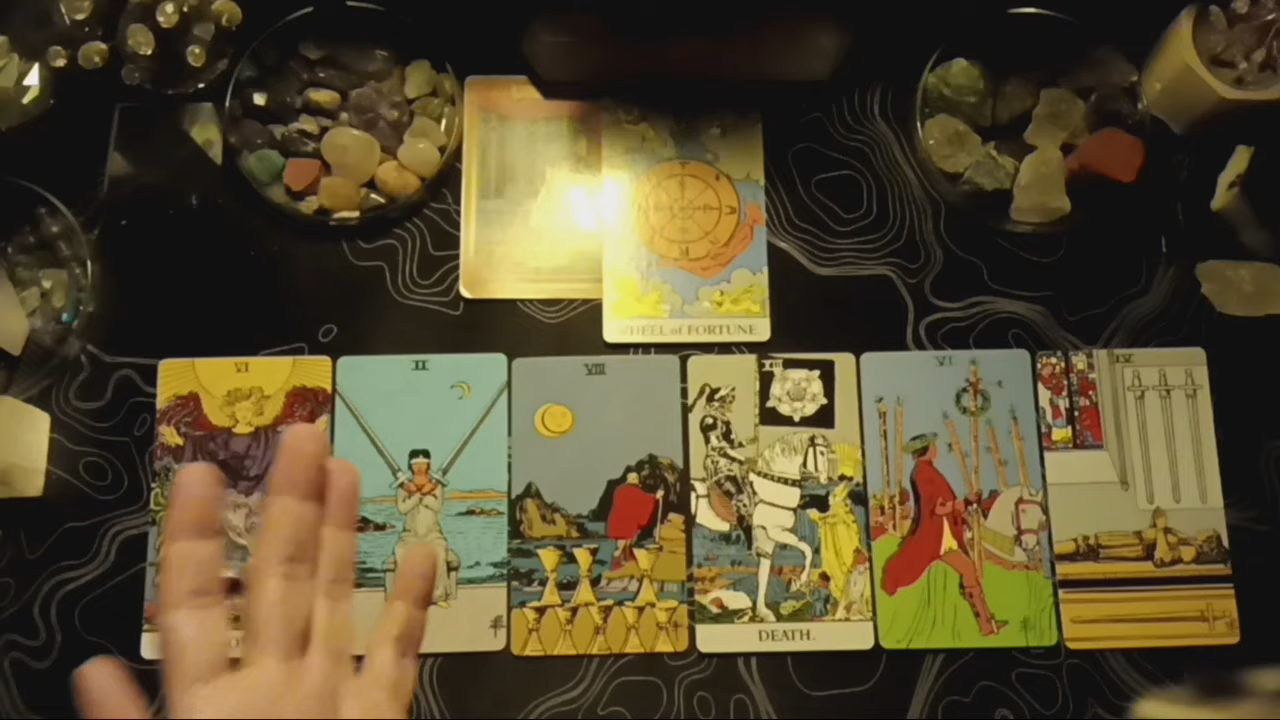 WHEEL of FORTUNE.
VI
II
VIII
XIII
VI
IV
DEATH.